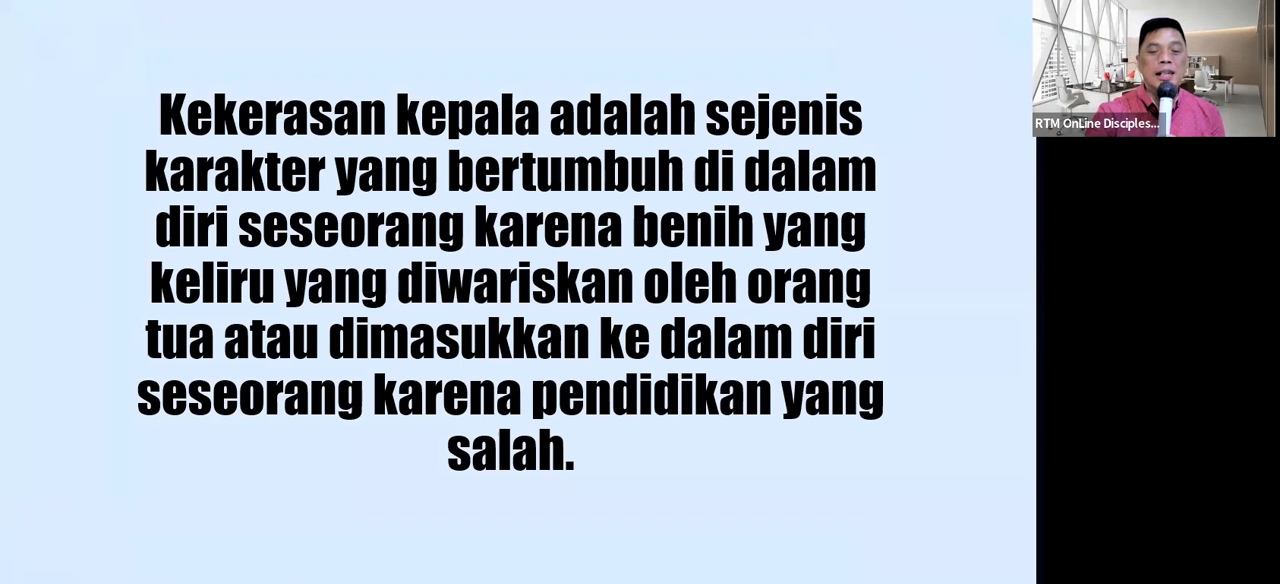 Kekerasan kepala adalah sejenis
karakter yang bertumbuh di dalam
diri seseorang karena benih yang
keliru yang diwariskan oleh orang
tua atau dimasukkan ke dalam diri
seseorang karena pendidikan yang
salah.
RTM OnLine Disciples...